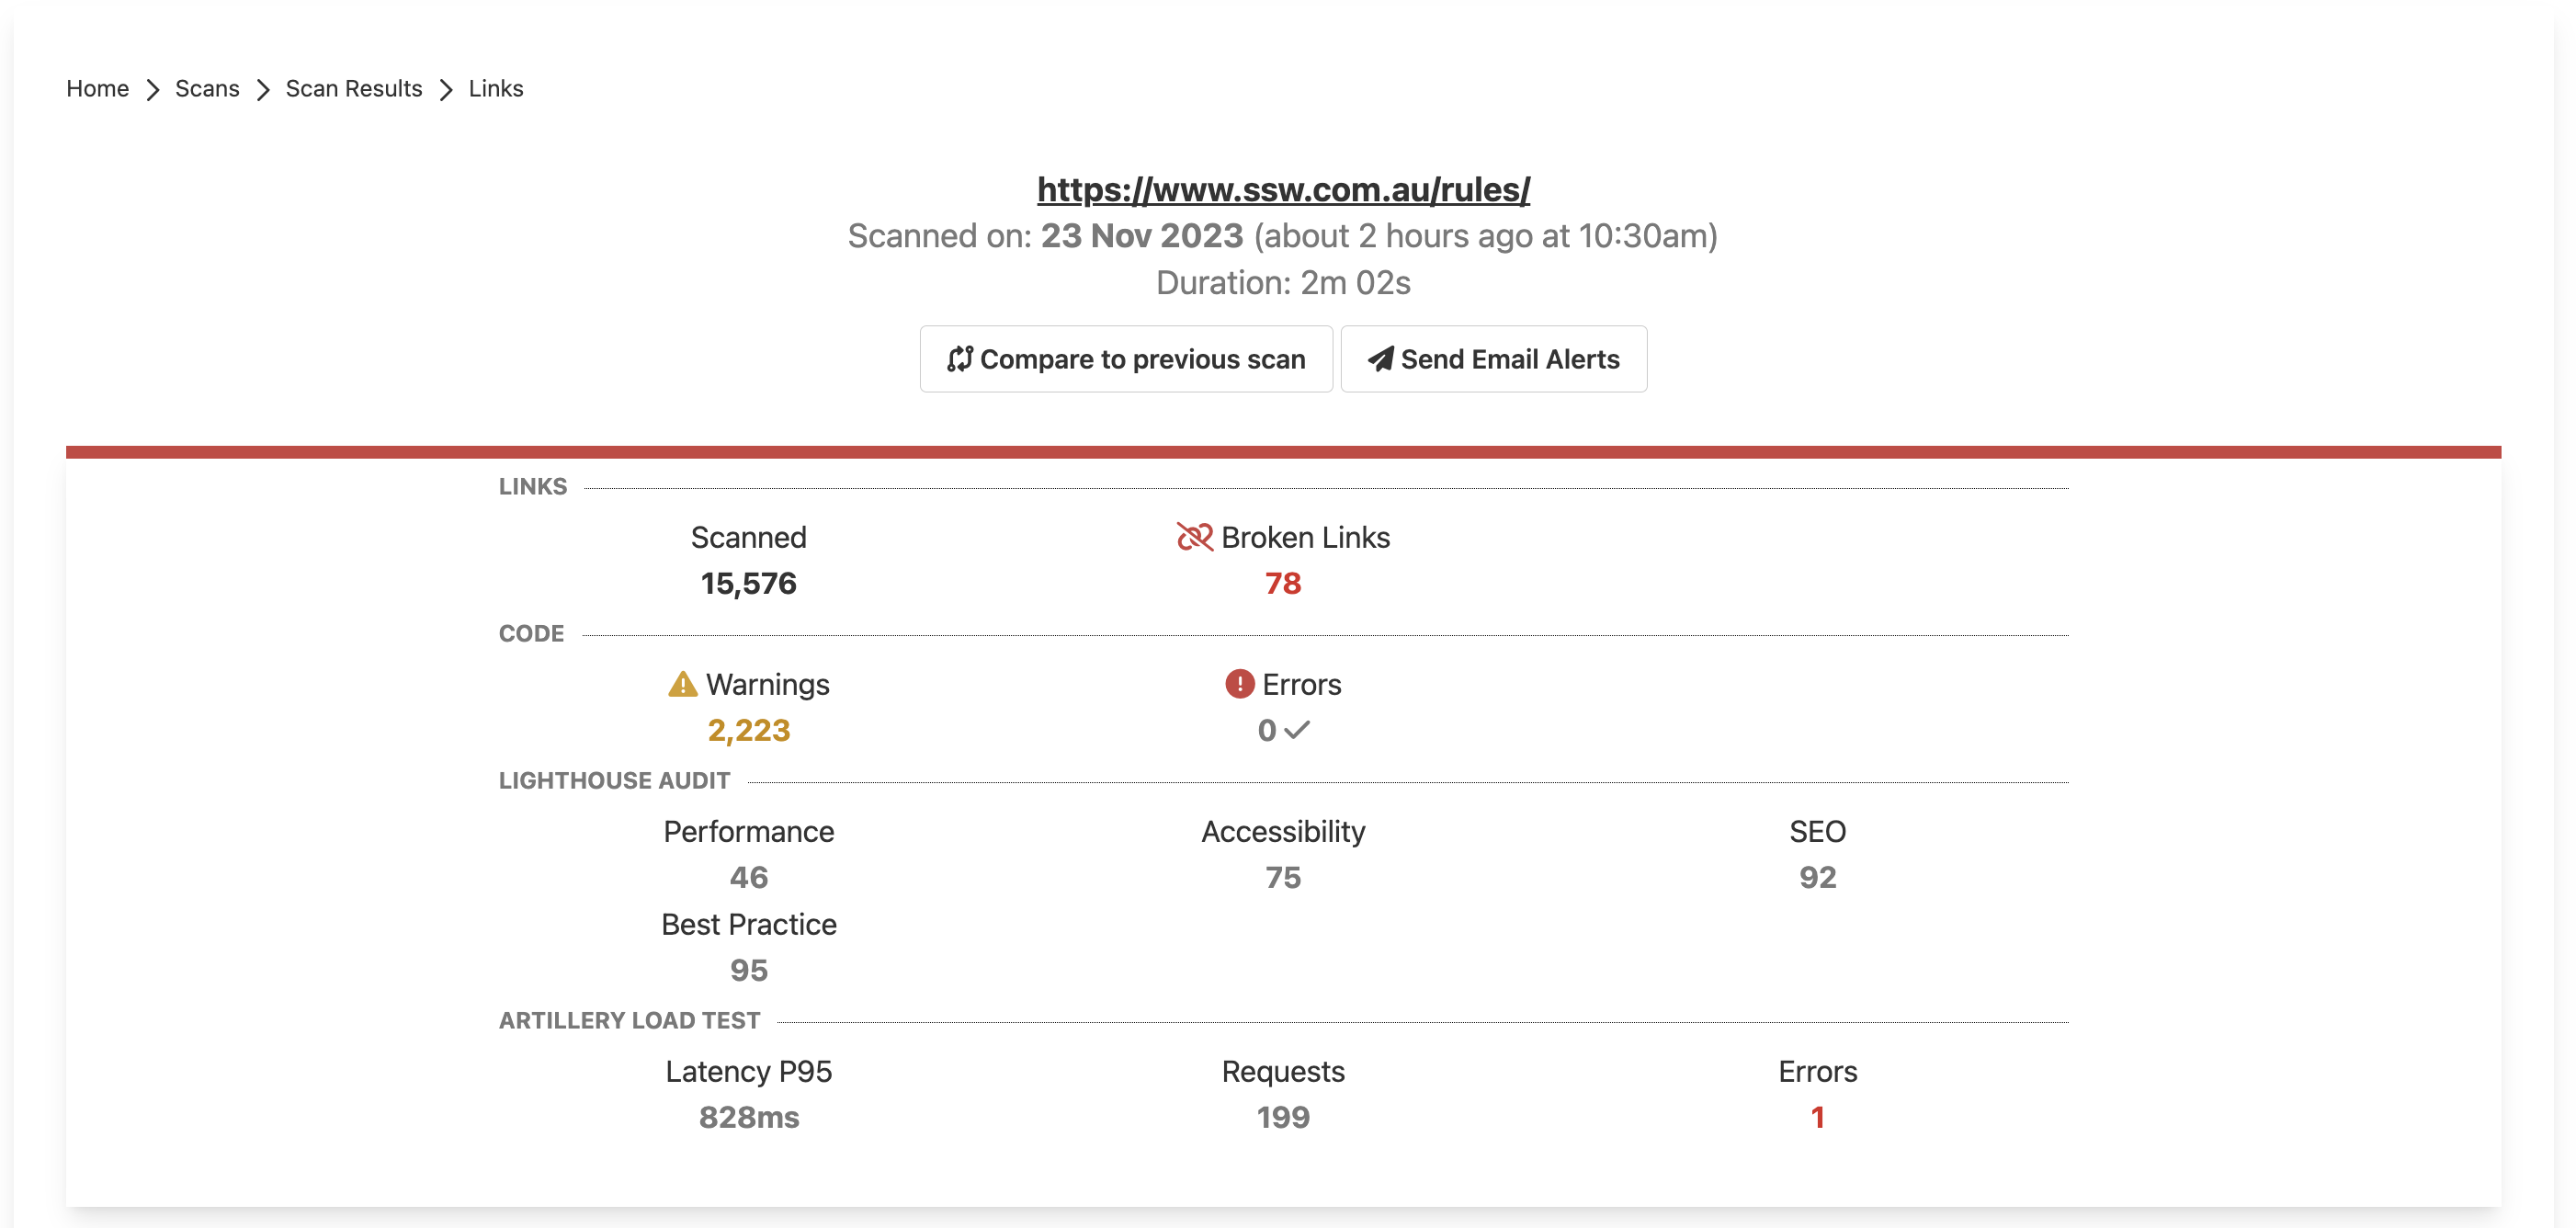 Home > Scans > Scan Results > Links
https://www.ssw.com.au/rules/
Scanned on: 23 Nov 2023 (about 2 hours ago at 10:30am)
Duration: 2m 02s
Compare to previous scan Send Email Alerts
LINKS
Scanned Broken Links
15,576 78
CODE
Warnings Errors
2,223 0
LIGHTHOUSE AUDIT
Performance Accessibility SEO
46 75 92
Best Practice
95
ARTILLERY LOAD TEST
Latency P95 Requests Errors
828ms 199 1